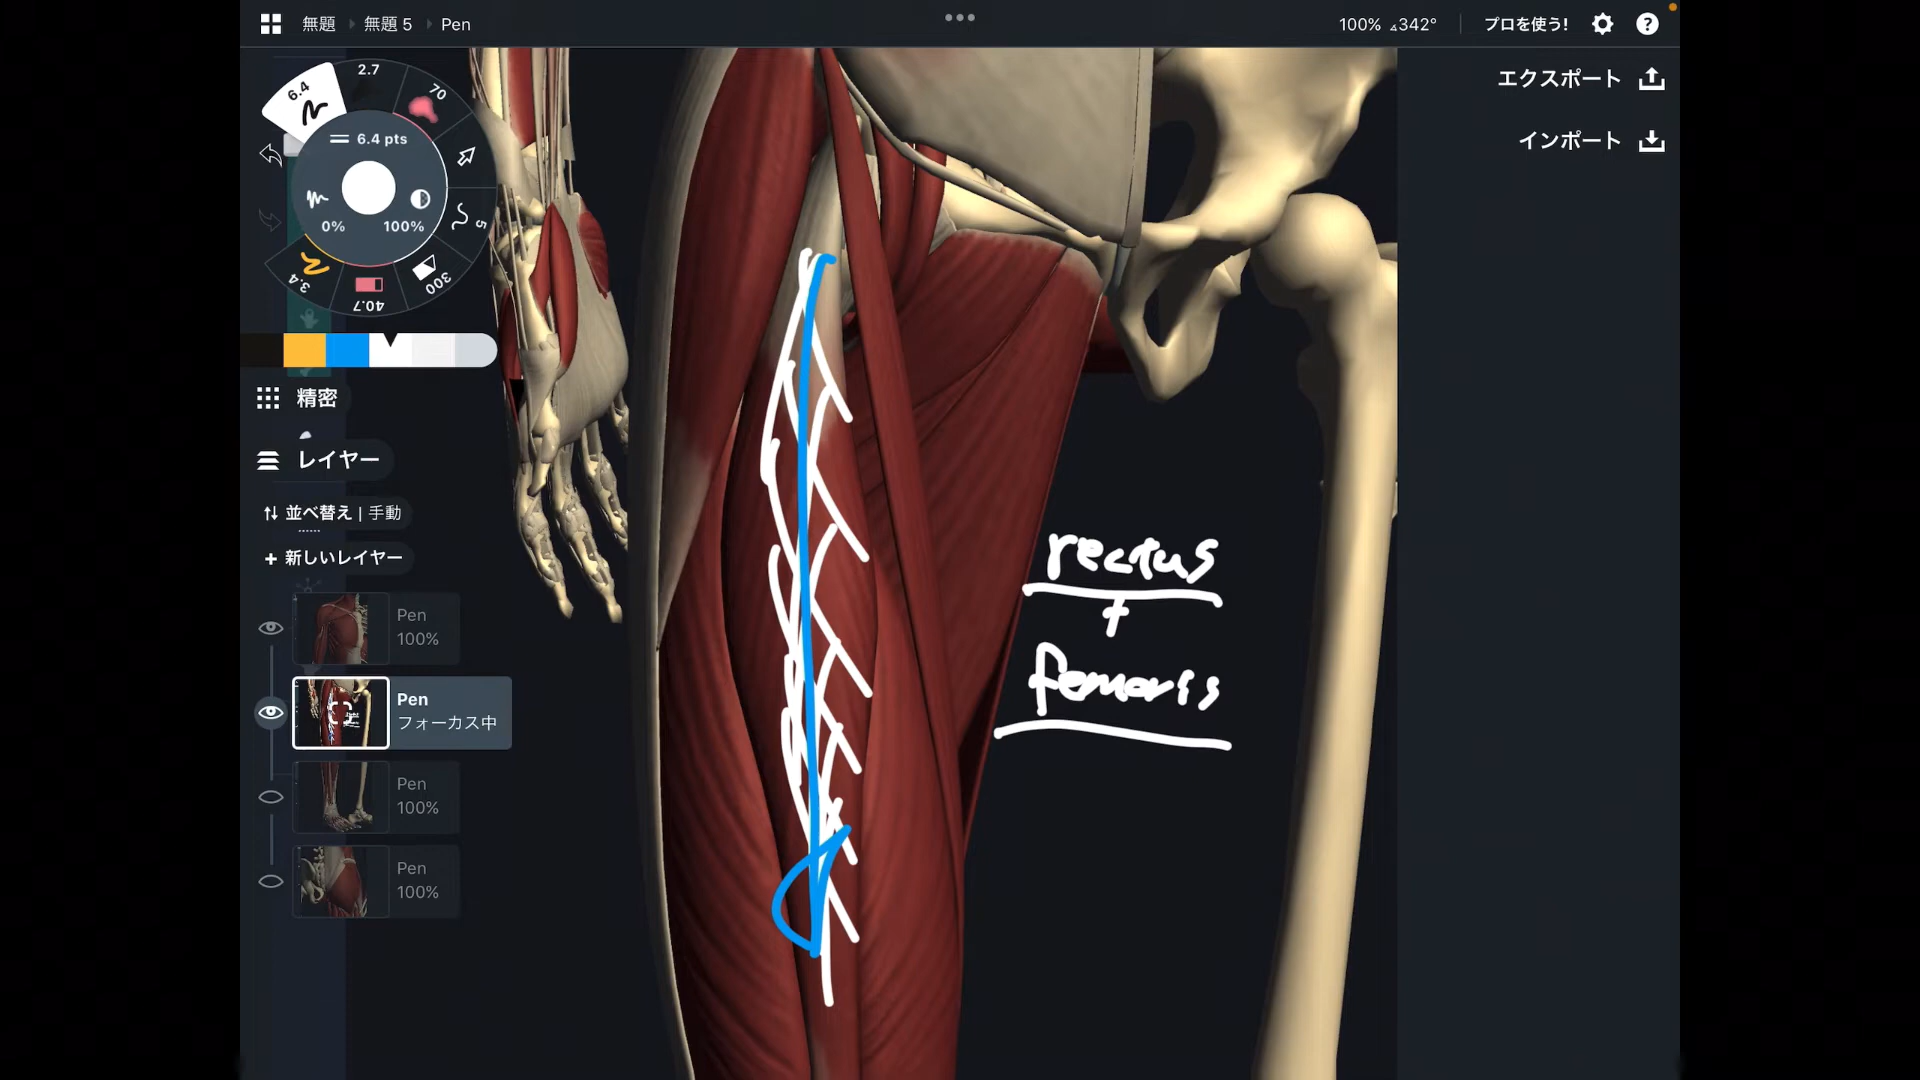 無題 無題 5 Pen
100% ⊿342°
プロを使う!
エクスポート
インポート
2.7
6.4
70
6.4 pts
5
0% 100%
3.4
300
40.7
精密
レイヤー
並べ替え | 手動
+ 新しいレイヤー
Pen
100%
Pen
フォーカス中
Pen
100%
Pen
100%
rectus
+
femoris